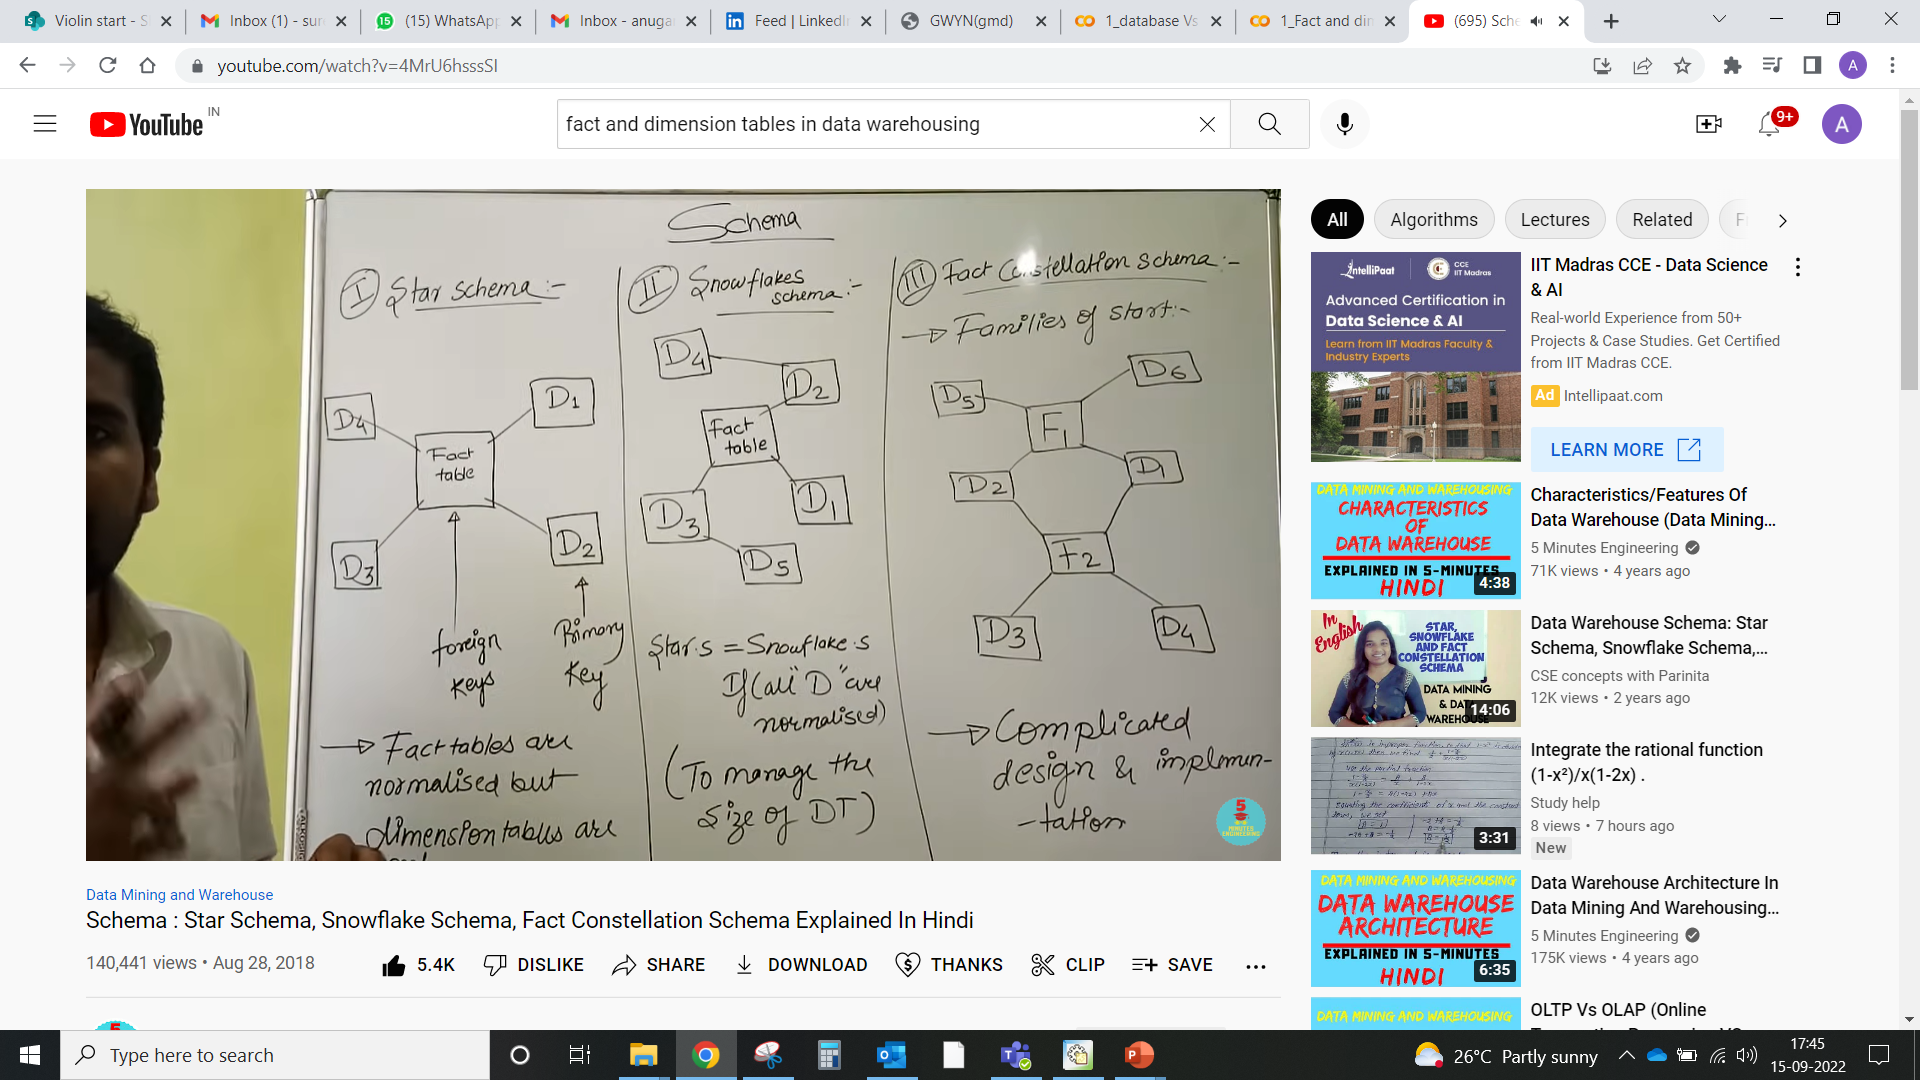 Violin start - S
Inbox (1) - sur
(15) WhatsApp
Inbox - anugar
Feed | LinkedIn
GWYN(gmd)
1_database Vs
1_Fact and dim
(695) Sche
youtube.com/watch?v=4MrU6hsssSI
A
YouTube IN
fact and dimension tables in data warehousing
9+
A
Schema
I Star schema :-
D4
D1
Fact
table
D3
D2
foreign
keys
Primary
key
→ Fact tables are
normalised but
dimension tables are
II Snowflakes
schema :-
D4
D2
Fact
table
D3
D1
D5
Star.s = Snowflake.s
If (all "D" are
normalised)
(To manage the
size of DT)
III Fact Constellation schema :-
→ Families of start :-
D5
D6
F1
D2
D1
F2
D3
D4
→ Complicated
design & implemen-
-tation
5
MINUTES
ENGINEERING
Data Mining and Warehouse
Schema : Star Schema, Snowflake Schema, Fact Constellation Schema Explained In Hindi
140,441 views • Aug 28, 2018
5.4K
DISLIKE
SHARE
DOWNLOAD
THANKS
CLIP
SAVE
5
All
Algorithms
Lectures
Related
IntelliPaat
CCE
IIT Madras
Advanced Certification in
Data Science & AI
Learn from IIT Madras Faculty &
Industry Experts
IIT Madras CCE - Data Science
& AI
Real-world Experience from 50+
Projects & Case Studies. Get Certified
from IIT Madras CCE.
Ad Intellipaat.com
LEARN MORE
DATA MINING AND WAREHOUSING
CHARACTERISTICS
OF
DATA WAREHOUSE
EXPLAINED IN 5-MINUTES
HINDI
4:38
Characteristics/Features Of
Data Warehouse (Data Mining...
5 Minutes Engineering
71K views • 4 years ago
In
English
STAR,
SNOWFLAKE
AND FACT
CONSTELLATION
SCHEMA
DATA MINING
& DATA
WAREHOUSE
14:06
Data Warehouse Schema: Star
Schema, Snowflake Schema,...
CSE concepts with Parinita
12K views • 2 years ago
3:31
Integrate the rational function
(1-x²)/x(1-2x) .
Study help
8 views • 7 hours ago
New
DATA MINING AND WAREHOUSING
DATA WAREHOUSE
ARCHITECTURE
EXPLAINED IN 5-MINUTES
HINDI
6:35
Data Warehouse Architecture In
Data Mining And Warehousing...
5 Minutes Engineering
175K views • 4 years ago
DATA MINING AND WAREHOUSING
OLTP Vs OLAP (Online
Type here to search
26°C Partly sunny
17:45
15-09-2022